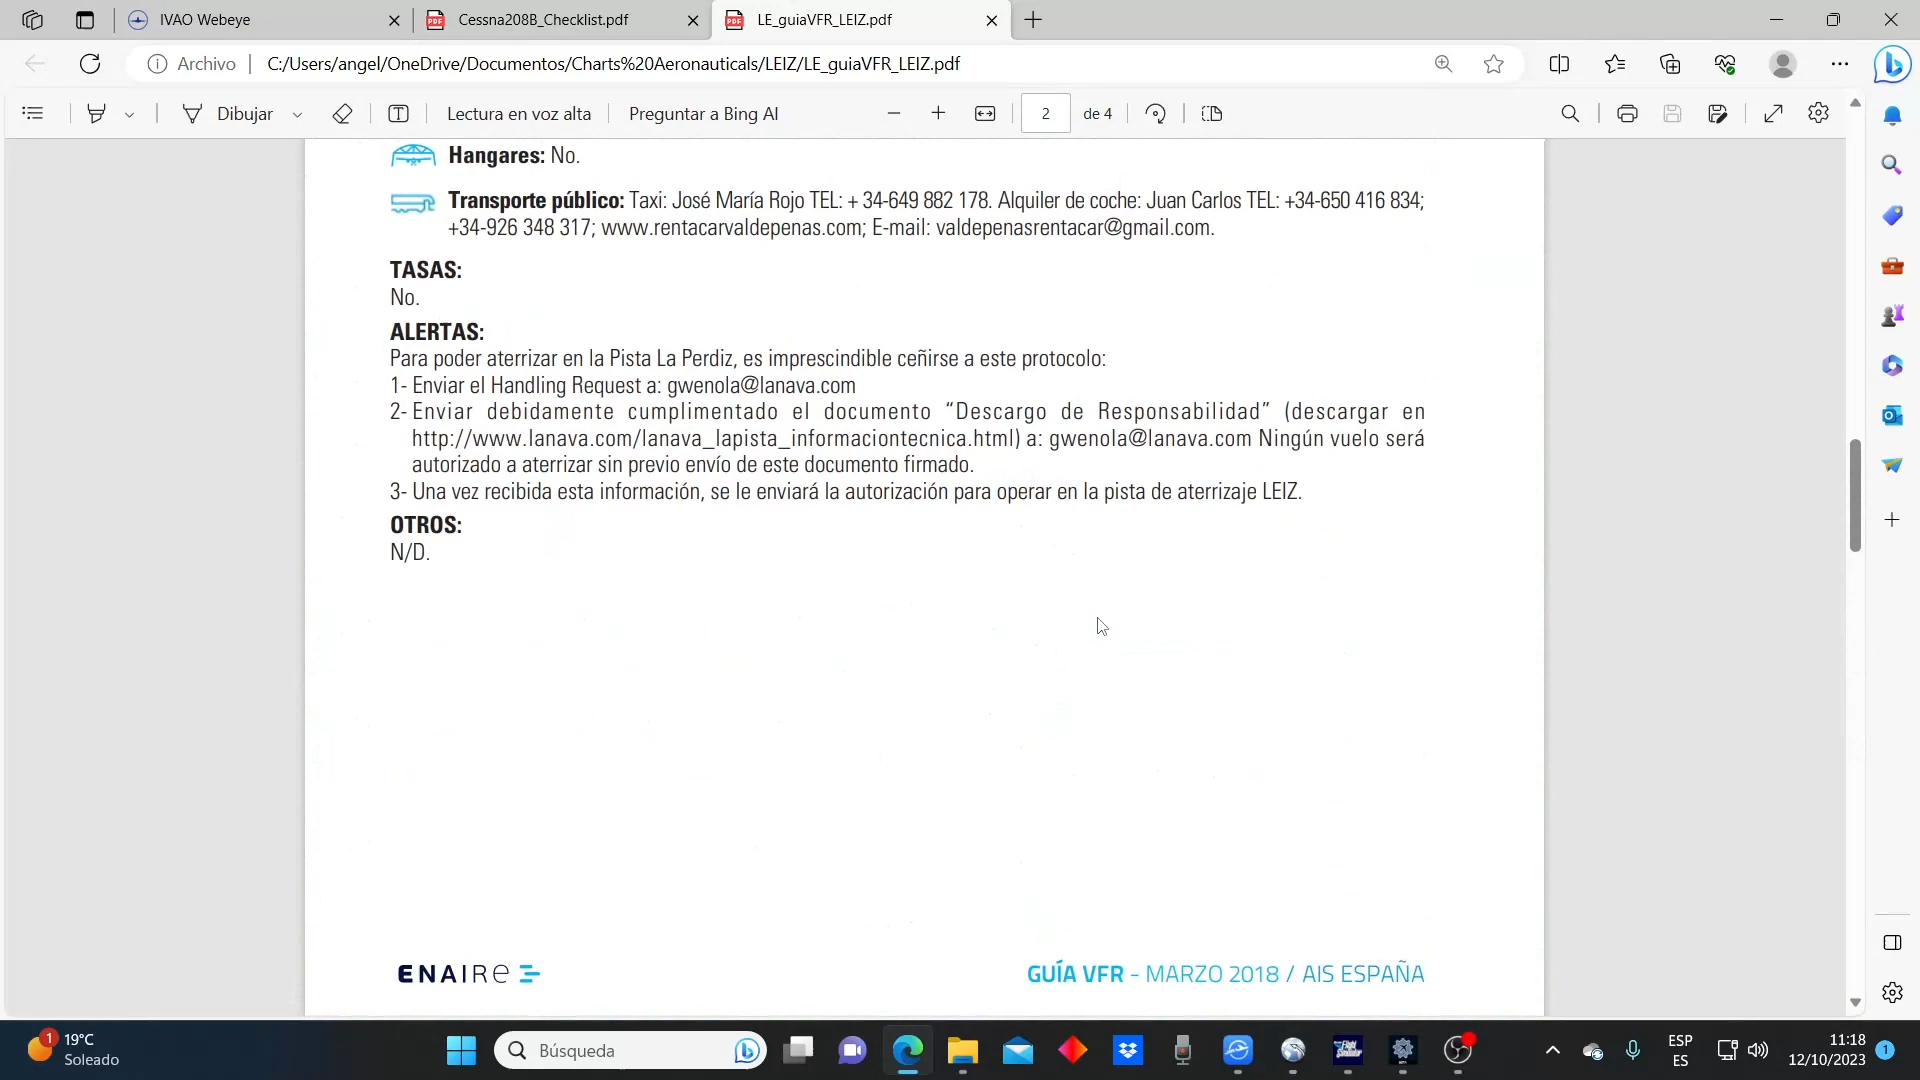 IVAO Webeye
Cessna208B_Checklist.pdf
LE_guiaVFR_LEIZ.pdf
Archivo
C:/Users/angel/OneDrive/Documentos/Charts%20Aeronauticals/LEIZ/LE_guiaVFR_LEIZ.pdf
Dibujar
Lectura en voz alta
Preguntar a Bing AI
2
de 4
Hangares: No.
Transporte público: Taxi: José María Rojo TEL: + 34-649 882 178. Alquiler de coche: Juan Carlos TEL: +34-650 416 834;
+34-926 348 317; www.rentacarvaldepenas.com; E-mail: valdepenasrentacar@gmail.com.
TASAS:
No.
ALERTAS:
Para poder aterrizar en la Pista La Perdiz, es imprescindible ceñirse a este protocolo:
1- Enviar el Handling Request a: gwenola@lanava.com
2- Enviar debidamente cumplimentado el documento “Descargo de Responsabilidad” (descargar en
http://www.lanava.com/lanava_lapista_informaciontecnica.html) a: gwenola@lanava.com Ningún vuelo será
autorizado a aterrizar sin previo envío de este documento firmado.
3- Una vez recibida esta información, se le enviará la autorización para operar en la pista de aterrizaje LEIZ.
OTROS:
N/D.
ENAIRe
GUÍA VFR - MARZO 2018 / AIS ESPAÑA
1
19°C
Soleado
Búsqueda
ESP
ES
11:18
12/10/2023
1